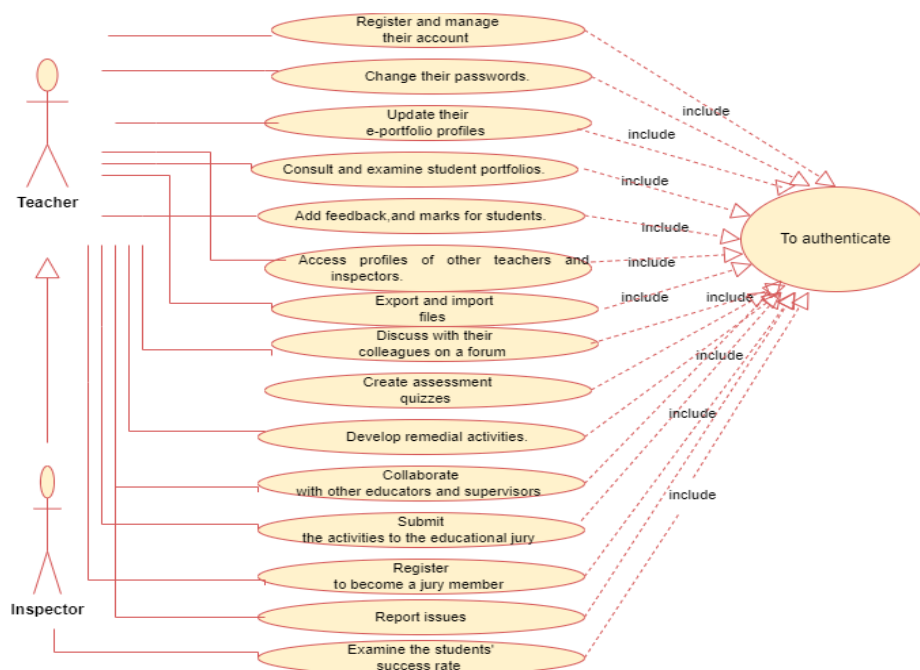 Register and manage
their account
Change their passwords.
include
Update their
e-portfolio profiles
include
Consult and examine student portfolios.
include
Teacher
Add feedback,and marks for students.
Include
To authenticate
Access profiles of other teachers and
inspectors.
include
Export and import
files
include
include
Discuss with their
colleagues on a forum
include
Create assessment
quizzes
include
Develop remedial activities.
Collaborate
with other educators and supervisors
include
Submit
the activities to the educational jury
Register
to become a jury member
Inspector
Report issues
Examine the students'
success rate